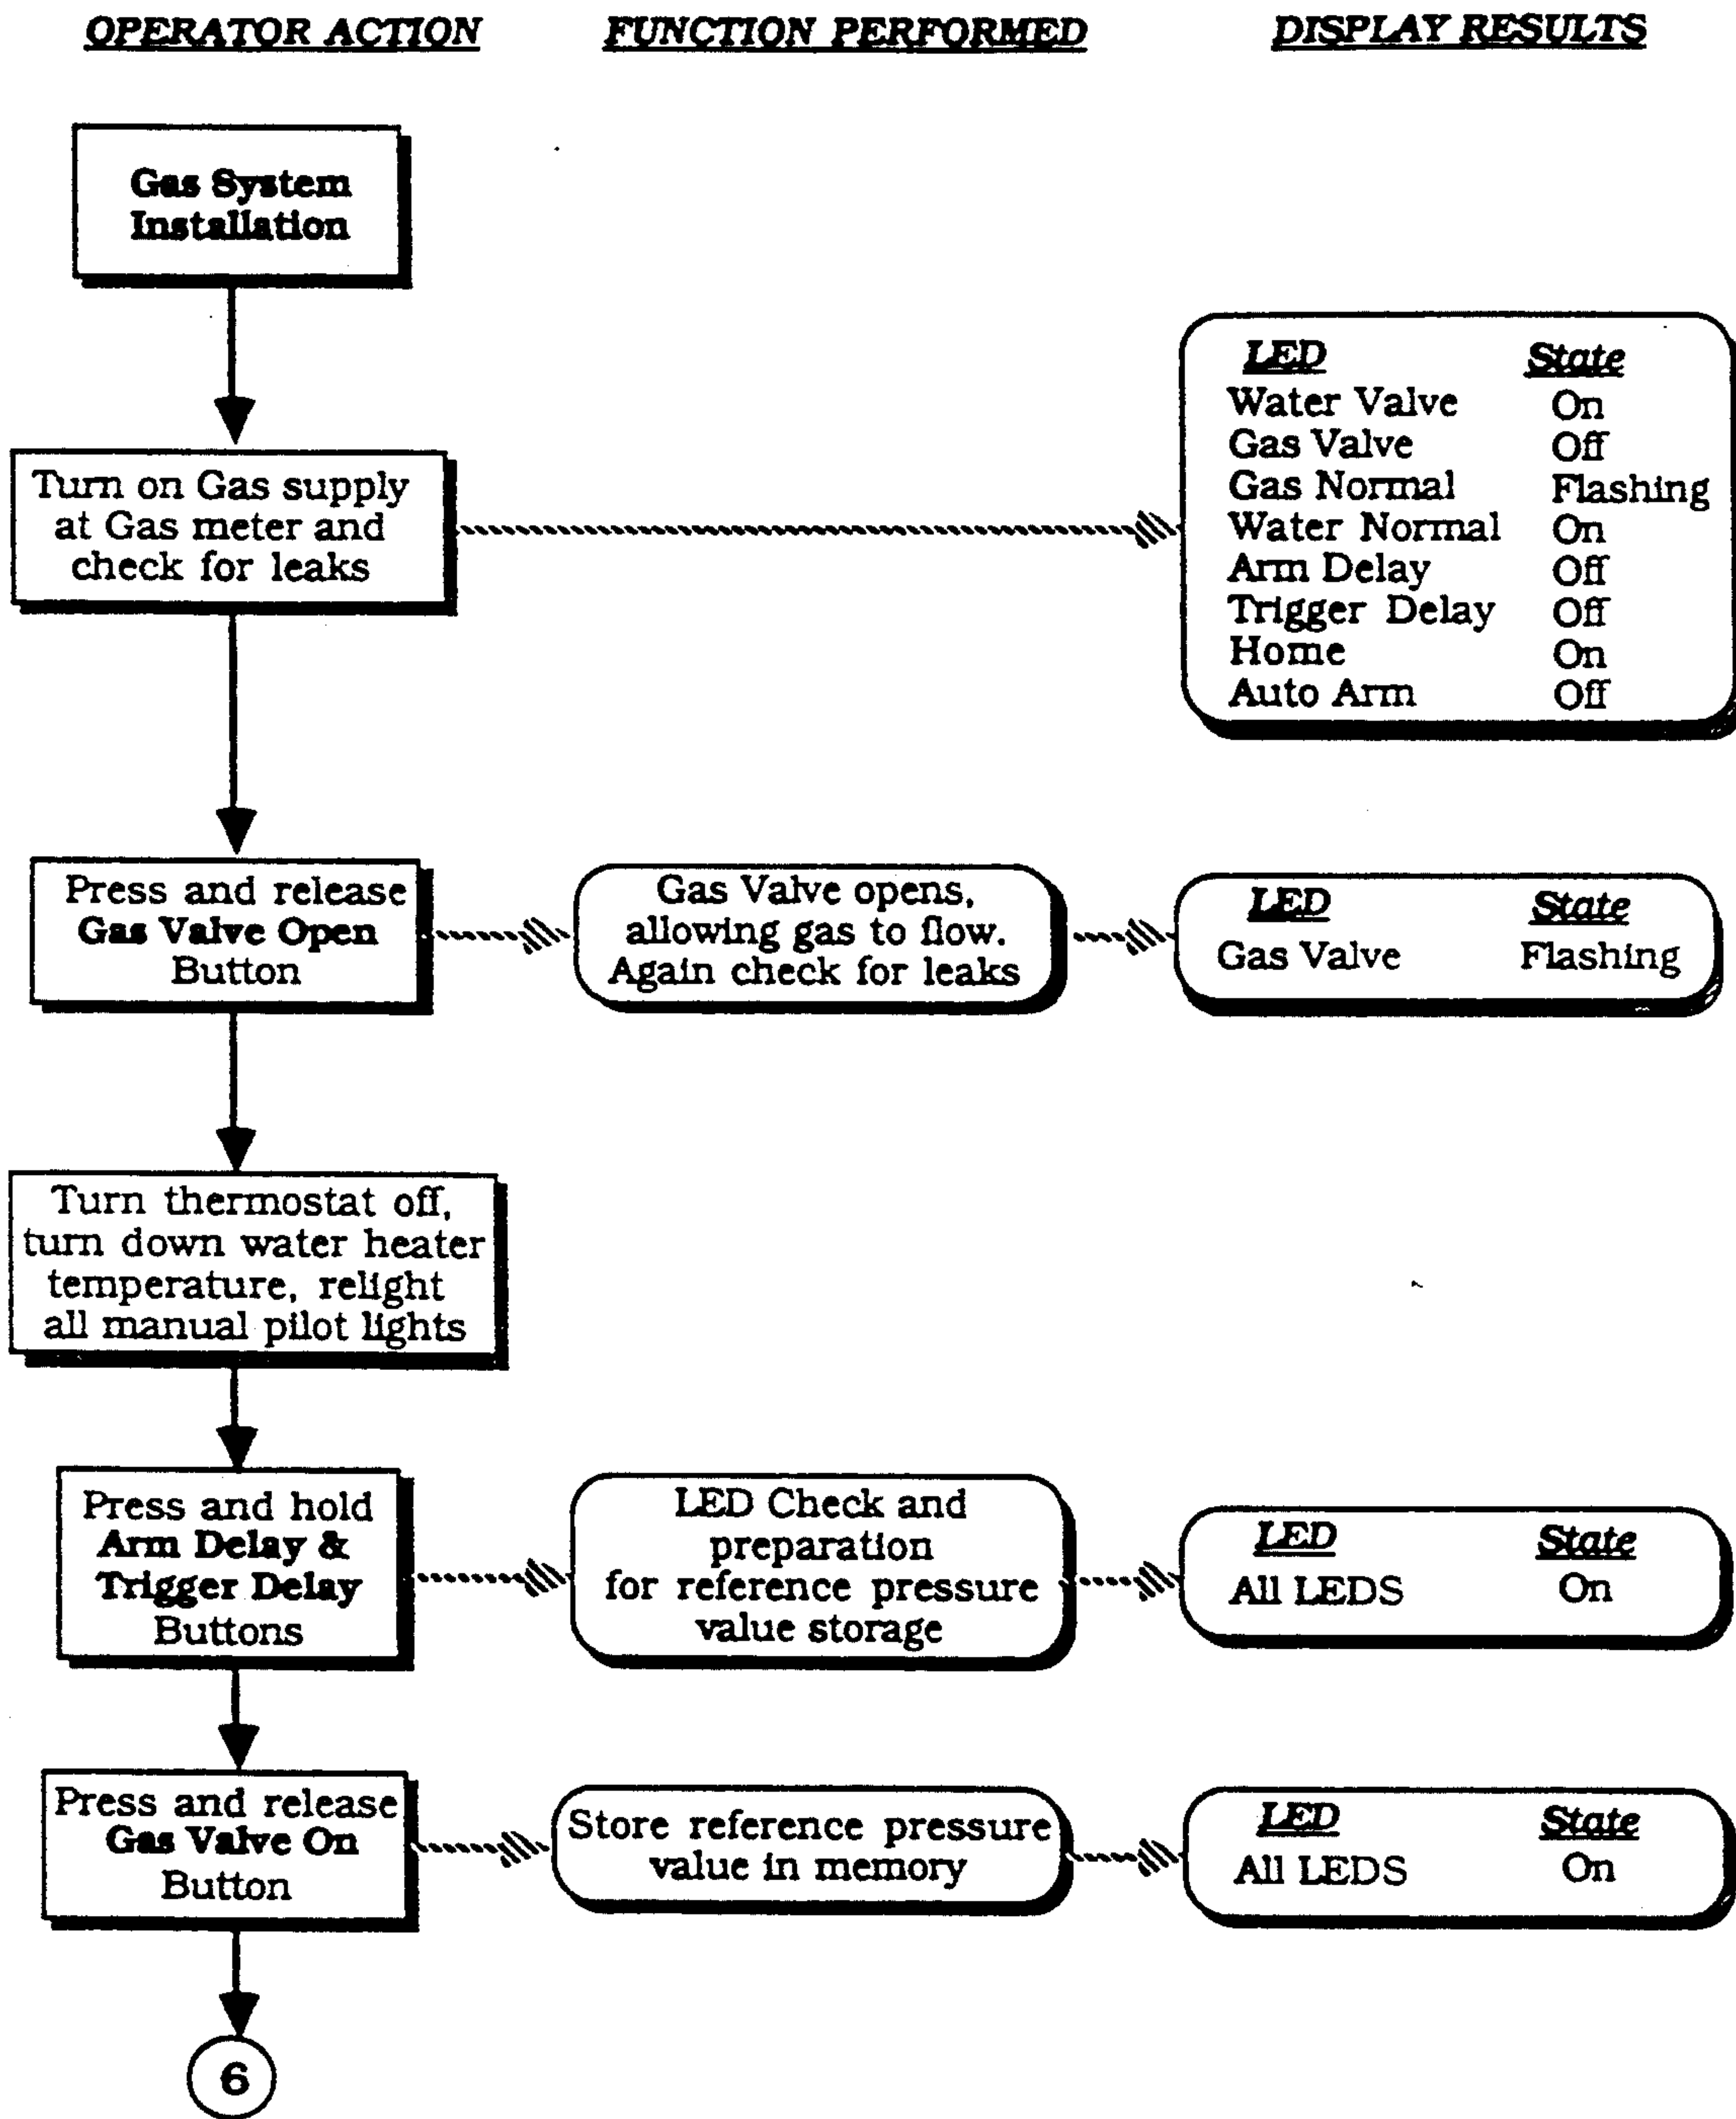 OPERATOR ACTION
FUNCTION PERFORMED
DISPLAY RESULTS
Gas System
Installation
Turn on Gas supply
at Gas meter and
check for leaks
LED State
Water Valve On
Gas Valve Off
Gas Normal Flashing
Water Normal On
Arm Delay Off
Trigger Delay Off
Home On
Auto Arm Off
Press and release
Gas Valve Open
Button
Gas Valve opens,
allowing gas to flow.
Again check for leaks
LED State
Gas Valve Flashing
Turn thermostat off,
turn down water heater
temperature, relight
all manual pilot lights
Press and hold
Arm Delay &
Trigger Delay
Buttons
LED Check and
preparation
for reference pressure
value storage
LED State
All LEDS On
Press and release
Gas Valve On
Button
Store reference pressure
value in memory
LED State
All LEDS On
6